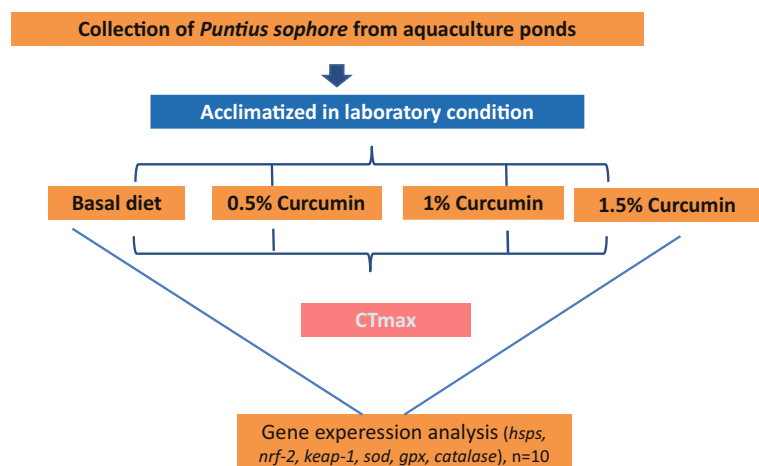 Collection of Puntius sophore from aquaculture ponds
Acclimatized in laboratory condition
Basal diet
0.5% Curcumin
1% Curcumin
1.5% Curcumin
CTmax
Gene experession analysis (hsps,
nrf-2, keap-1, sod, gpx, catalase), n=10